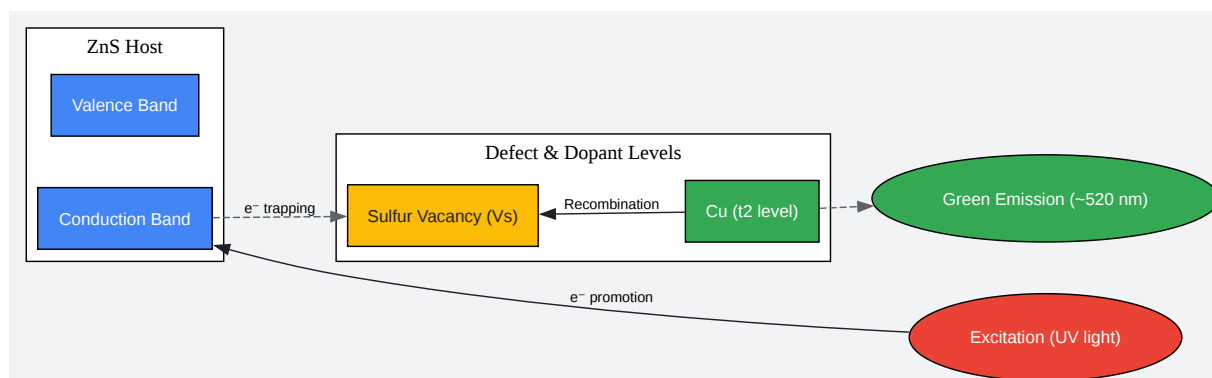 ZnS Host
Valence Band
Conduction Band
e⁻ trapping
Defect & Dopant Levels
Sulfur Vacancy (Vs)
Recombination
Cu (t2 level)
Green Emission (~520 nm)
e⁻ promotion
Excitation (UV light)